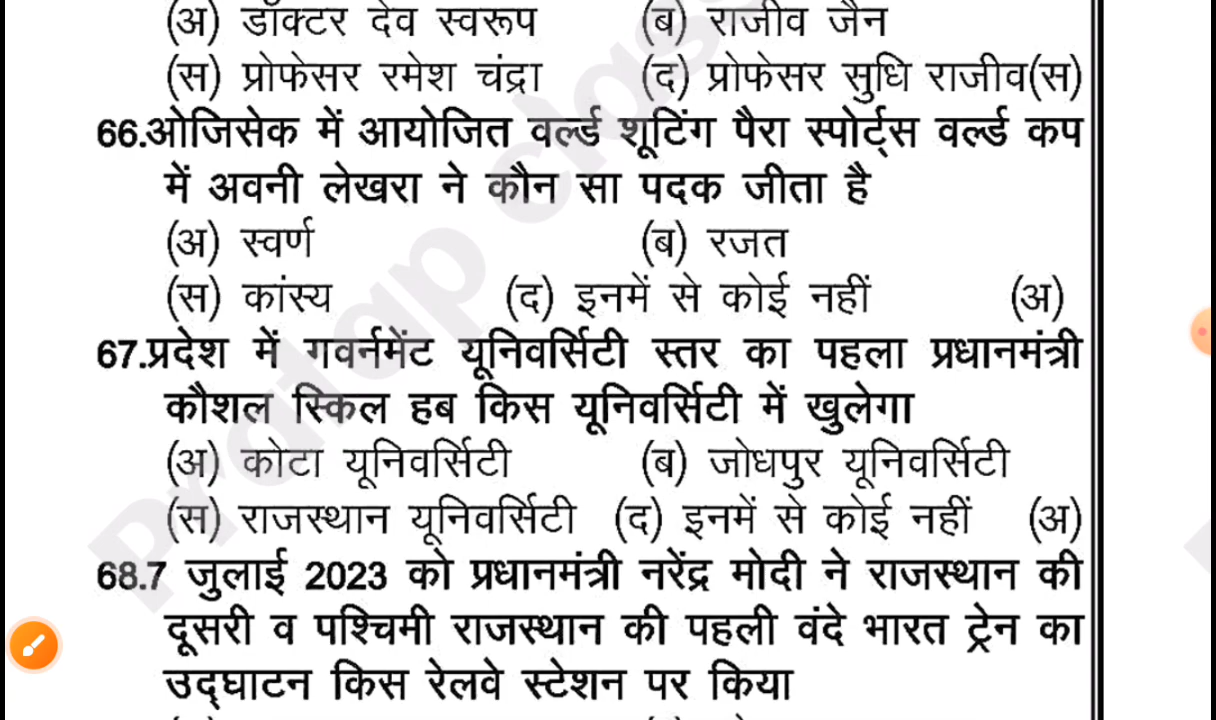 (अ) डॉक्टर देव स्वरूप (ब) राजीव जैन
(स) प्रोफेसर रमेश चंद्रा (द) प्रोफेसर सुधि राजीव(स)
66.ओजिसेक में आयोजित वर्ल्ड शूटिंग पैरा स्पोर्ट्स वर्ल्ड कप
में अवनी लेखरा ने कौन सा पदक जीता है
(अ) स्वर्ण (ब) रजत
(स) कांस्य (द) इनमें से कोई नहीं (अ)
67.प्रदेश में गवर्नमेंट यूनिवर्सिटी स्तर का पहला प्रधानमंत्री
कौशल स्किल हब किस यूनिवर्सिटी में खुलेगा
(अ) कोटा यूनिवर्सिटी (ब) जोधपुर यूनिवर्सिटी
(स) राजस्थान यूनिवर्सिटी (द) इनमें से कोई नहीं (अ)
68.7 जुलाई 2023 को प्रधानमंत्री नरेंद्र मोदी ने राजस्थान की
दूसरी व पश्चिमी राजस्थान की पहली वंदे भारत ट्रेन का
उद्घाटन किस रेलवे स्टेशन पर किया
Pratap classes